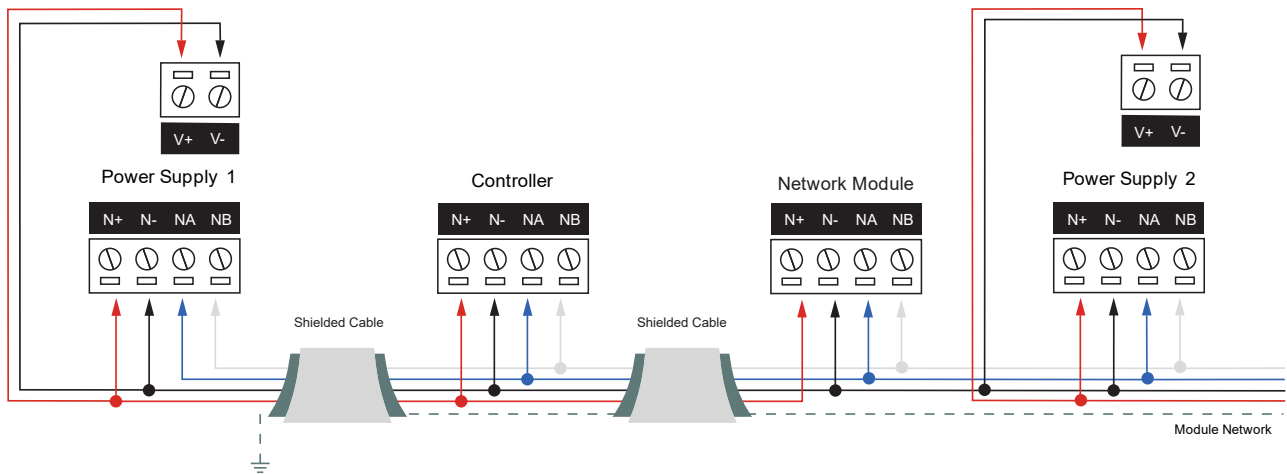 V+ V-
Power Supply 1
N+ N- NA NB
Controller
N+ N- NA NB
Network Module
N+ N- NA NB
V+ V-
Power Supply 2
N+ N- NA NB
Shielded Cable
Shielded Cable
Module Network